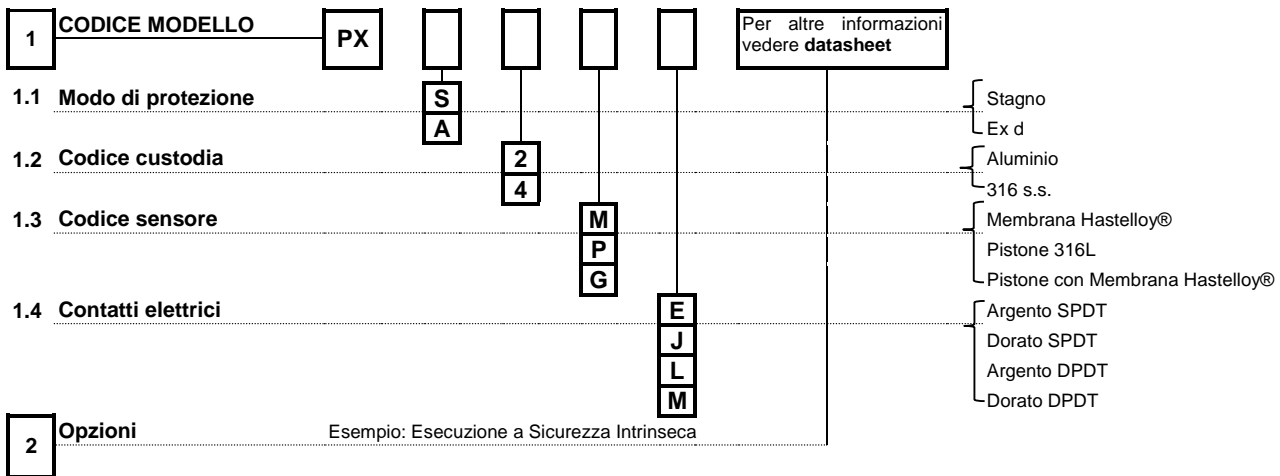 1 CODICE MODELLO PX Per altre informazioni
vedere datasheet
1.1 Modo di protezione S Stagno
A Ex d
1.2 Codice custodia 2 Aluminio
4 316 s.s.
1.3 Codice sensore M Membrana Hastelloy®
P Pistone 316L
G Pistone con Membrana Hastelloy®
1.4 Contatti elettrici E Argento SPDT
J Dorato SPDT
L Argento DPDT
M Dorato DPDT
2 Opzioni Esempio: Esecuzione a Sicurezza Intrinseca